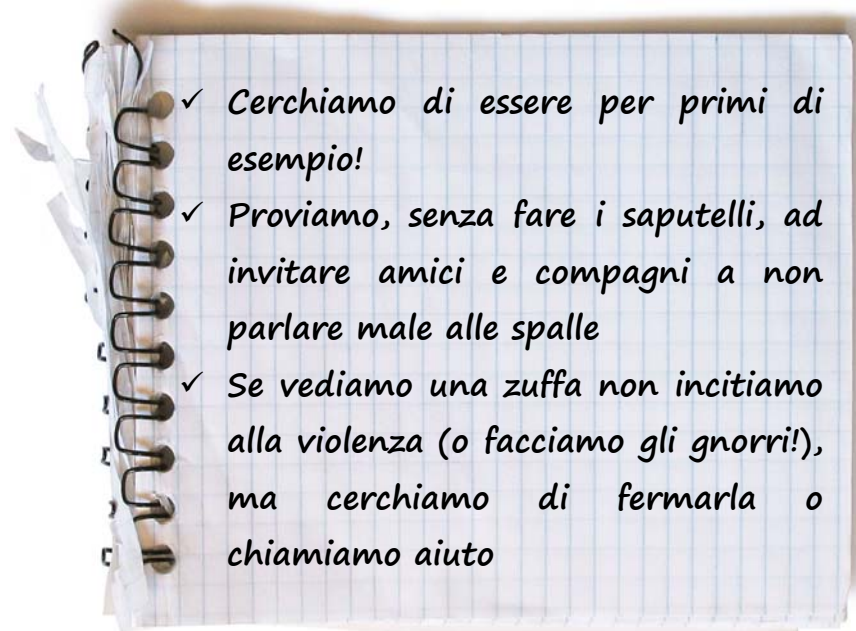 ✓ Cerchiamo di essere per primi di
esempio!
✓ Proviamo, senza fare i saputelli, ad
invitare amici e compagni a non
parlare male alle spalle
✓ Se vediamo una zuffa non incitiamo
alla violenza (o facciamo gli gnorri!),
ma cerchiamo di fermarla o
chiamiamo aiuto